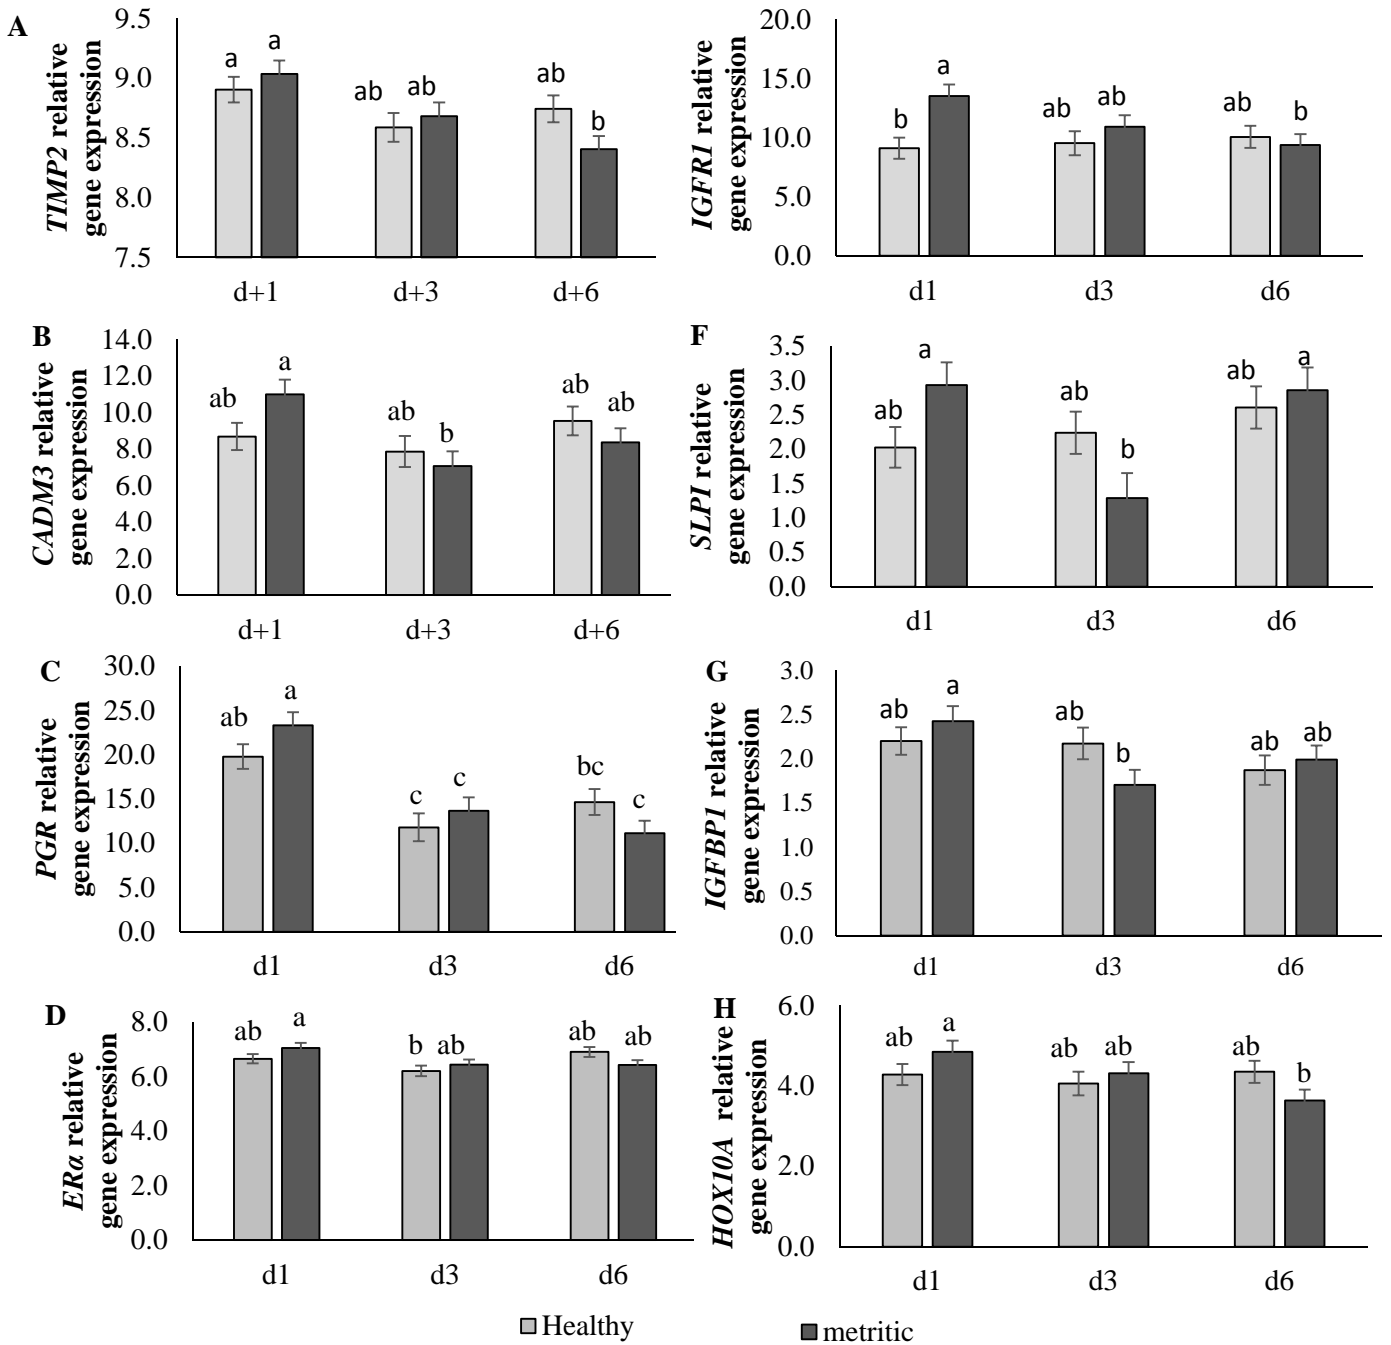 A
TIMP2 relative
gene expression
9.5
9.0
8.5
8.0
7.5
a
a
ab
ab
ab
b
d+1
d+3
d+6
IGFR1 relative
gene expression
20.0
15.0
10.0
5.0
0.0
b
a
ab
ab
ab
b
d1
d3
d6
B
CADM3 relative
gene expression
14.0
12.0
10.0
8.0
6.0
4.0
2.0
0.0
ab
a
ab
b
ab
ab
d+1
d+3
d+6
F
SLPI relative
gene expression
3.5
3.0
2.5
2.0
1.5
1.0
0.5
0.0
ab
a
ab
b
ab
a
d1
d3
d6
C
PGR relative
gene expression
30.0
25.0
20.0
15.0
10.0
5.0
0.0
ab
a
c
c
bc
c
d1
d3
d6
G
IGFBP1 relative
gene expression
3.0
2.5
2.0
1.5
1.0
0.5
0.0
ab
a
ab
b
ab
ab
d1
d3
d6
D
ERα relative
gene expression
8.0
6.0
4.0
2.0
0.0
ab
a
b
ab
ab
ab
d1
d3
d6
H
HOX10A relative
gene expression
6.0
4.0
2.0
0.0
ab
a
ab
ab
ab
b
d1
d3
d6
Healthy
metritic